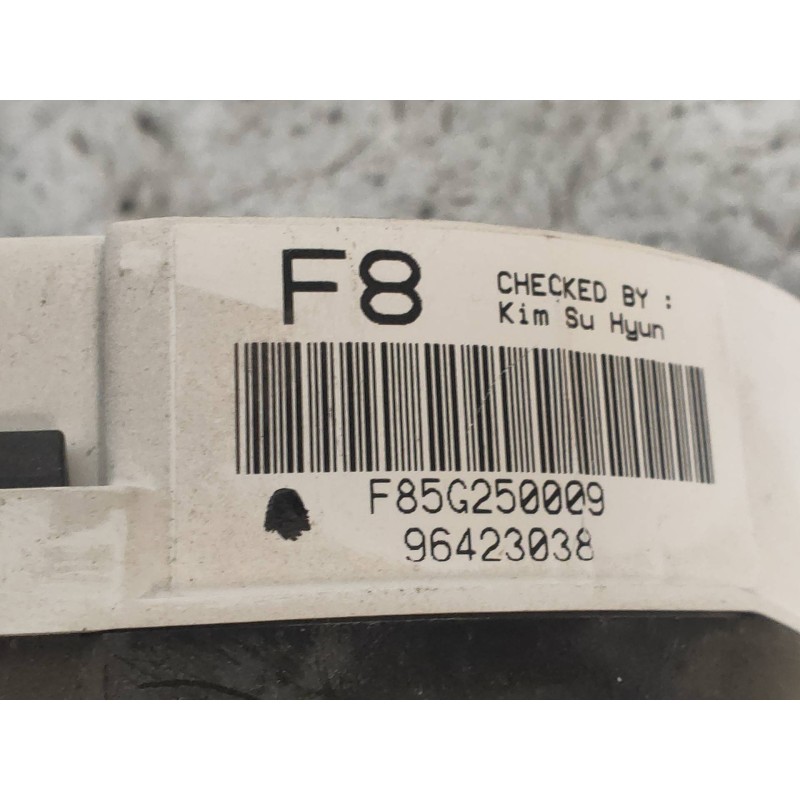 F8
CHECKED BY :
Kim Su Hyun
F85G250009
96423038